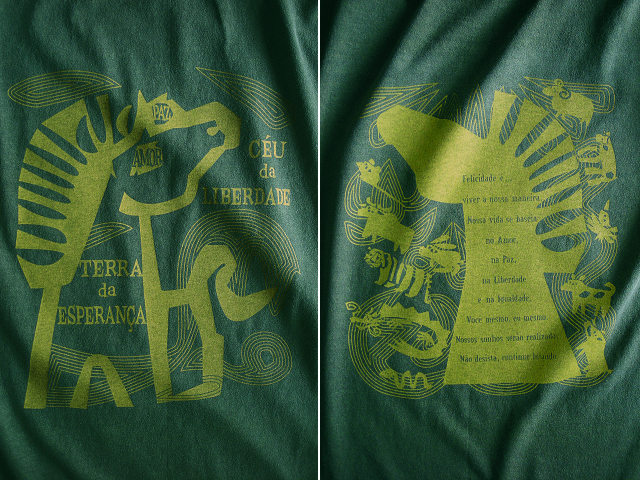 PAZ
AMOR
CÉU
da
LIBERDADE
TERRA
da
ESPERANÇA
Felicidade é...
viver a nossa maneira.
Nossa vida se baseia
... no Amor,
na Paz,
na Liberdade
e na Igualdade.
Você mesmo, eu mesmo
Nossos sonhos serão realizados
Não desista, continue lutando